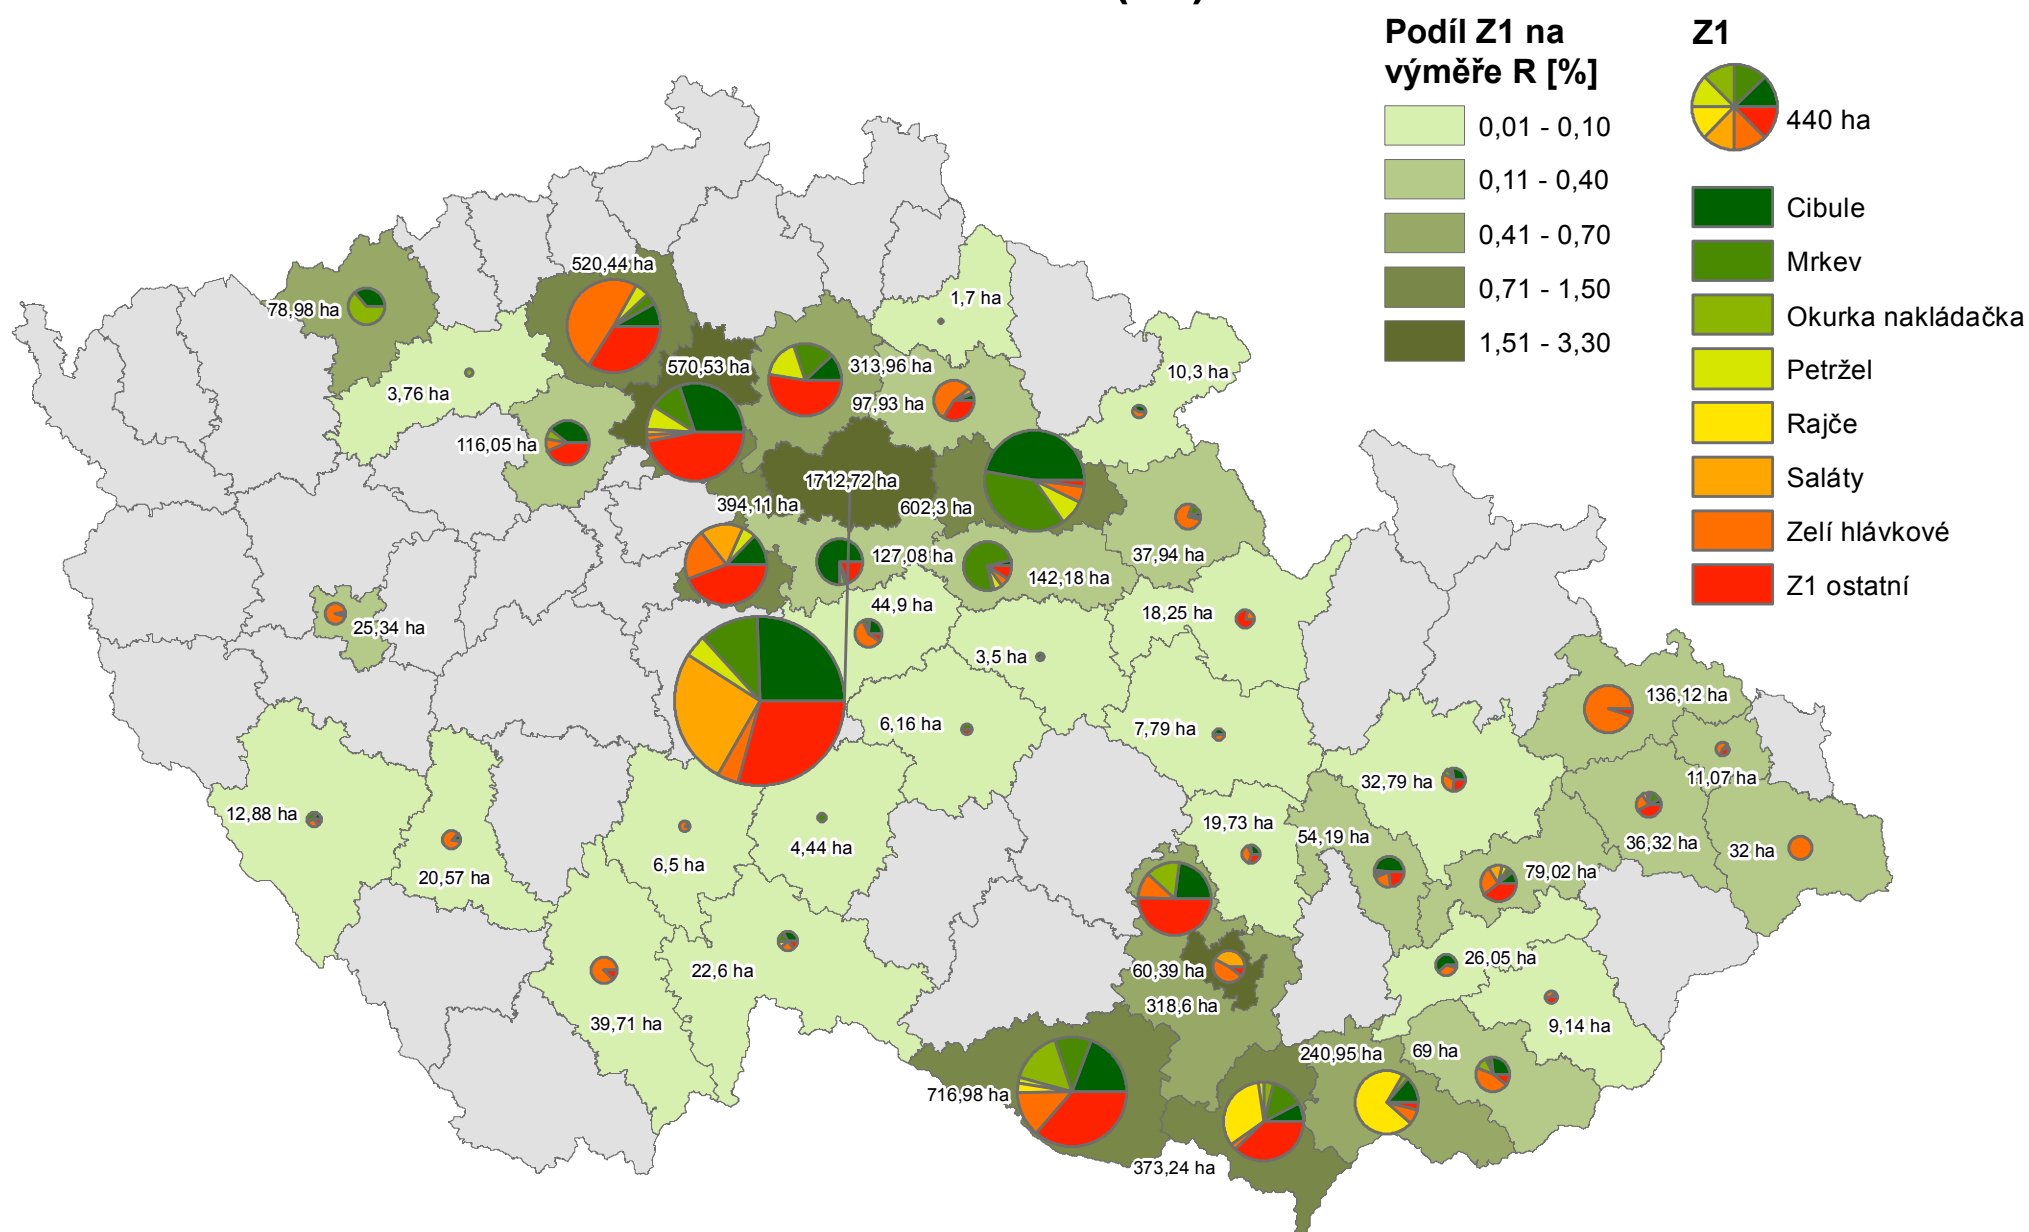 Podíl Z1 na
výměře R [%]
0,01 - 0,10
0,11 - 0,40
0,41 - 0,70
0,71 - 1,50
1,51 - 3,30
Z1
440 ha
Cibule
Mrkev
Okurka nakládačka
Petržel
Rajče
Saláty
Zelí hlávkové
Z1 ostatní
520,44 ha
78,98 ha
1,7 ha
570,53 ha
313,96 ha
10,3 ha
3,76 ha
97,93 ha
116,05 ha
1712,72 ha
394,11 ha
602,3 ha
127,08 ha
37,94 ha
142,18 ha
44,9 ha
18,25 ha
25,34 ha
3,5 ha
136,12 ha
6,16 ha
7,79 ha
32,79 ha
11,07 ha
12,88 ha
19,73 ha
54,19 ha
36,32 ha
32 ha
4,44 ha
6,5 ha
20,57 ha
79,02 ha
26,05 ha
22,6 ha
60,39 ha
318,6 ha
39,71 ha
9,14 ha
240,95 ha
69 ha
716,98 ha
373,24 ha